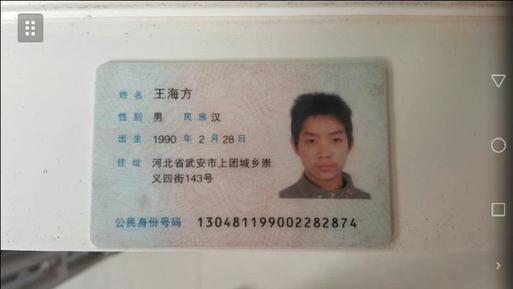 姓名 王海方
性别 男 民族 汉
出生 1990 年 2 月 28 日
住址 河北省武安市上团城乡崇
义四街143号
公民身份号码 130481199002282874